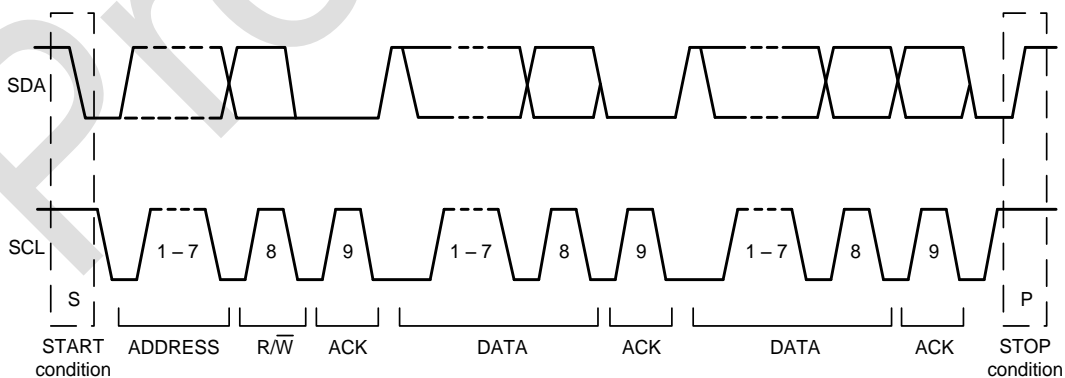 SDA
SCL
1 – 7 8 9 1 – 7 8 9 1 – 7 8 9
S P
START condition ADDRESS R/W̅ ACK DATA ACK DATA ACK STOP condition